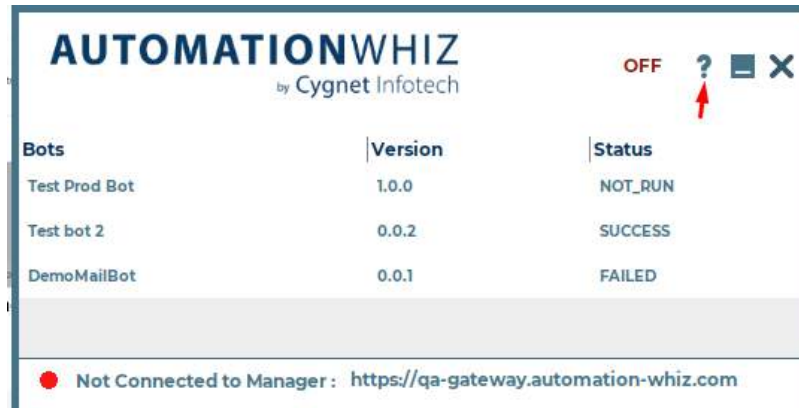 AUTOMATIONWHIZ
by Cygnet Infotech
OFF ?
Bots Version Status
Test Prod Bot 1.0.0 NOT_RUN
Test bot 2 0.0.2 SUCCESS
DemoMailBot 0.0.1 FAILED
Not Connected to Manager : https://qa-gateway.automation-whiz.com